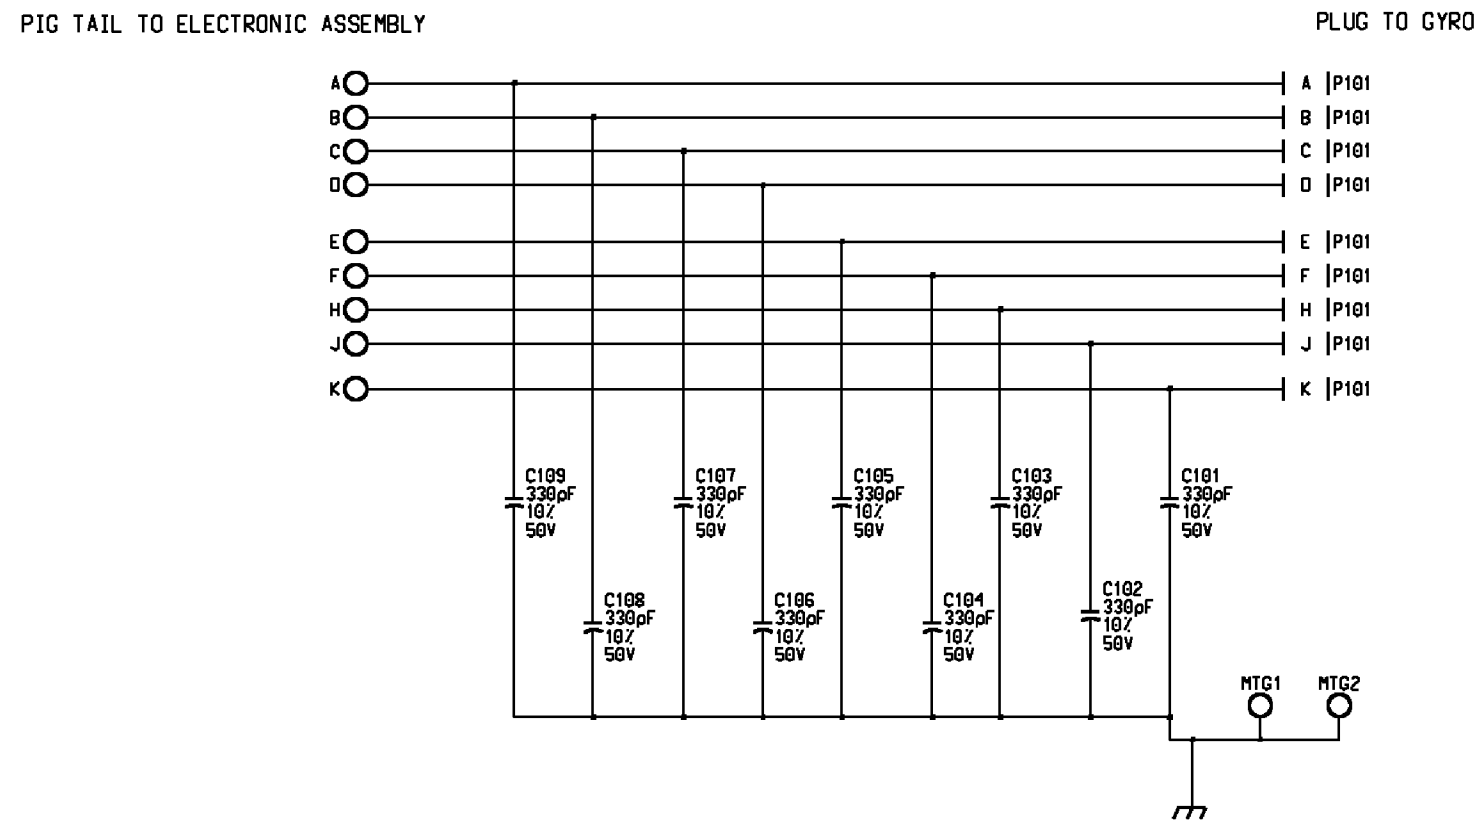 PIG TAIL TO ELECTRONIC ASSEMBLY
PLUG TO GYRO
A A P101
B B P101
C C P101
D D P101
E E P101
F F P101
H H P101
J J P101
K K P101
C109
330pF
10%
50V
C107
330pF
10%
50V
C105
330pF
10%
50V
C103
330pF
10%
50V
C101
330pF
10%
50V
C108
330pF
10%
50V
C106
330pF
10%
50V
C104
330pF
10%
50V
C102
330pF
10%
50V
MTG1
MTG2